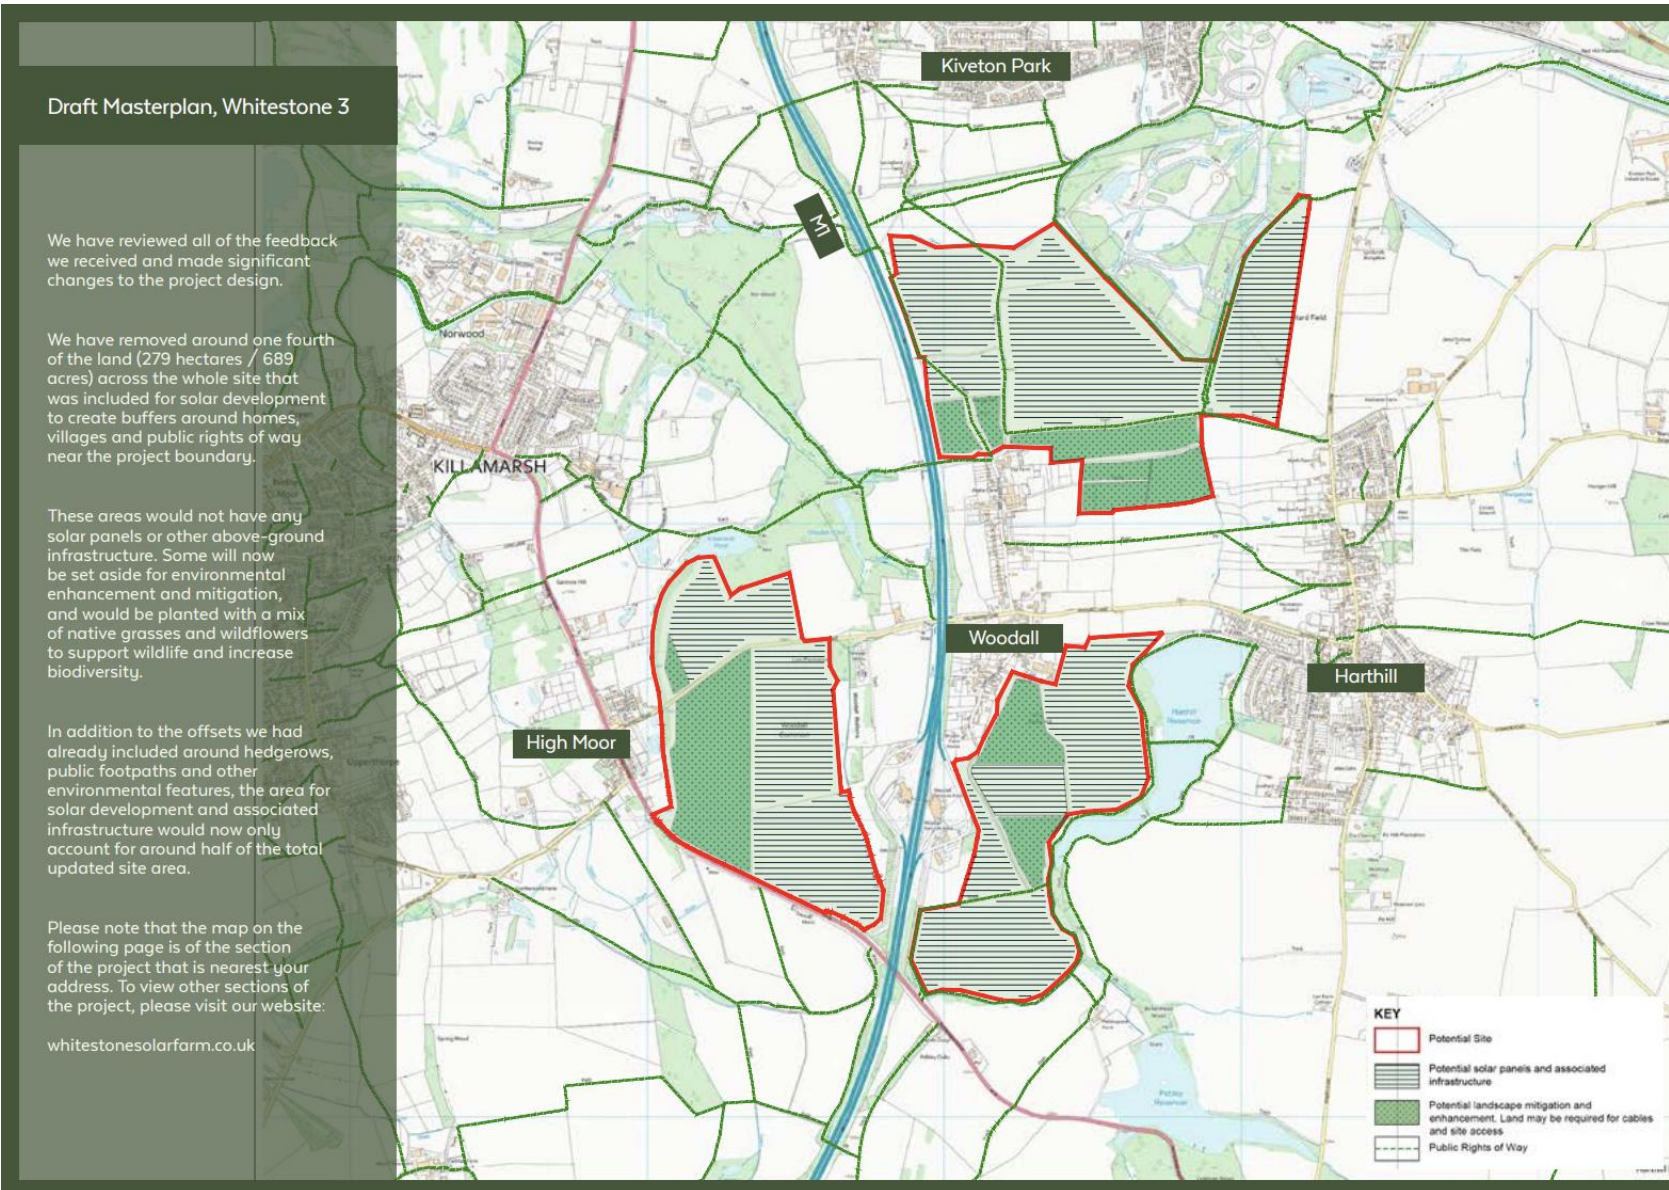 Draft Masterplan, Whitestone 3
We have reviewed all of the feedback
we received and made significant
changes to the project design.
We have removed around one fourth
of the land (279 hectares / 689
acres) across the whole site that
was included for solar development
to create buffers around homes,
villages and public rights of way
near the project boundary.
These areas would not have any
solar panels or other above-ground
infrastructure. Some will now
be set aside for environmental
enhancement and mitigation,
and would be planted with a mix
of native grasses and wildflowers
to support wildlife and increase
biodiversity.
In addition to the offsets we had
already included around hedgerows,
public footpaths and other
environmental features, the area for
solar development and associated
infrastructure would now only
account for around half of the total
updated site area.
Please note that the map on the
following page is of the section
of the project that is nearest your
address. To view other sections of
the project, please visit our website:
whitestonesolarfarm.co.uk
Kiveton Park
M1
Norwood
KILLAMARSH
Woodall
Harthill
High Moor
Harthill
Reservoir
Woodall
Common
Pebley
Reservoir
KEY
Potential Site
Potential solar panels and associated
infrastructure
Potential landscape mitigation and
enhancement. Land may be required for cables
and site access
Public Rights of Way